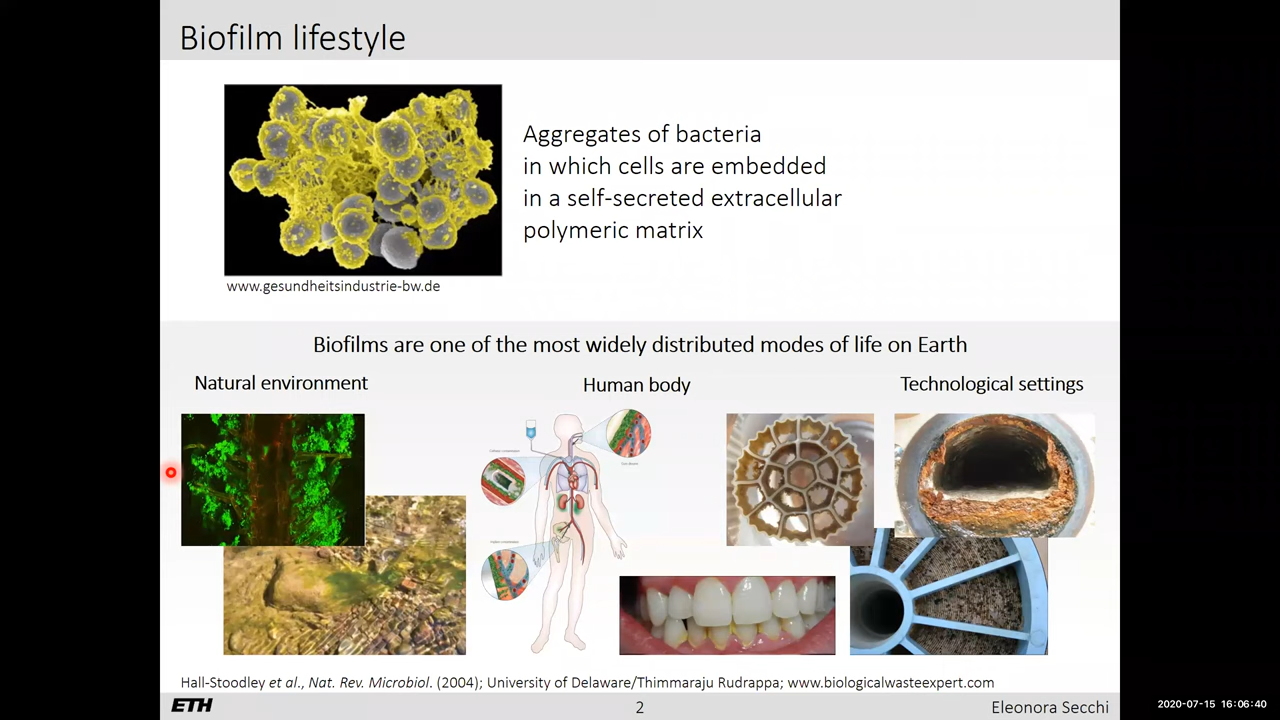 Biofilm lifestyle
Aggregates of bacteria
in which cells are embedded
in a self-secreted extracellular
polymeric matrix
www.gesundheitsindustrie-bw.de
Biofilms are one of the most widely distributed modes of life on Earth
Natural environment
Human body
Technological settings
Hall-Stoodley et al., Nat. Rev. Microbiol. (2004); University of Delaware/Thimmaraju Rudrappa; www.biologicalwasteexpert.com
ETH
2
Eleonora Secchi
2020-07-15 16:06:40